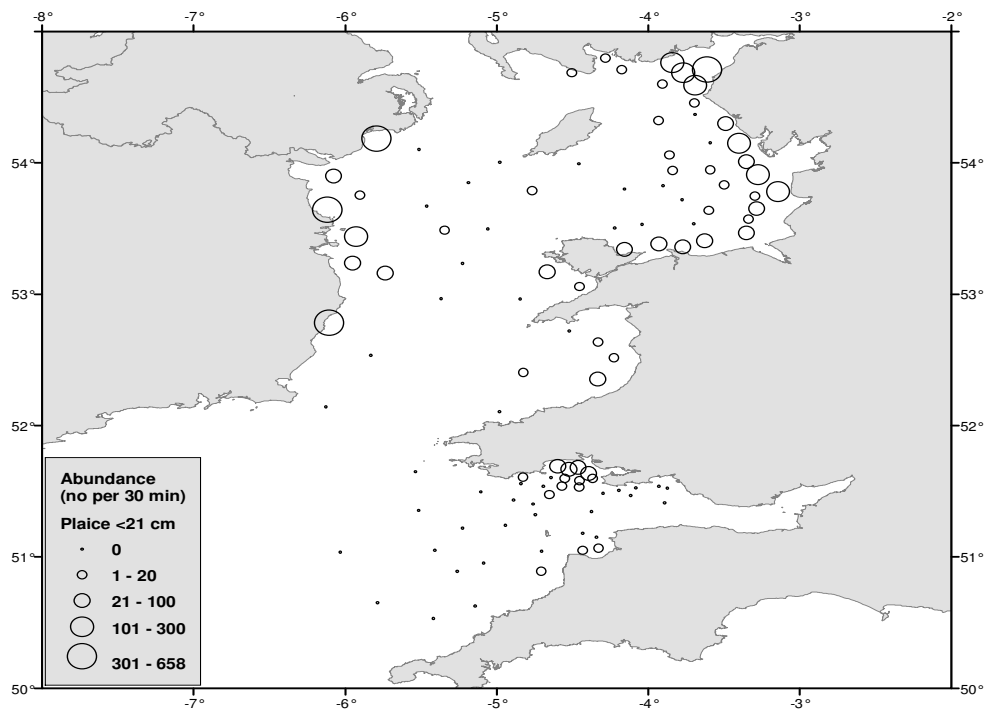 -8° -7° -6° -5° -4° -3° -2°
54° 54°
53° 53°
52° 52°
51° 51°
50° 50°
Abundance
(no per 30 min)
Plaice <21 cm
0
1 - 20
21 - 100
101 - 300
301 - 658
-7° -6° -5° -4° -3°